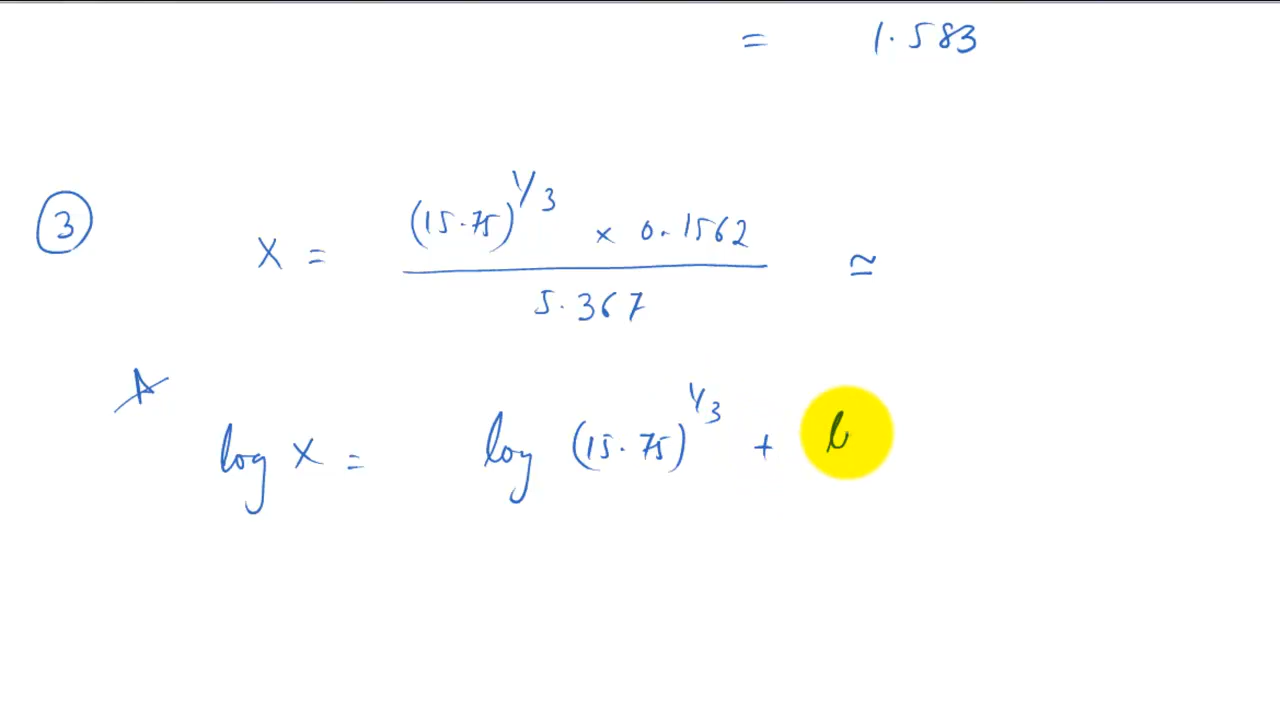 = 1.583
3
X = (15.75)^1/3 × 0.1562 / 5.367 ≅
A
log X = log (15.75)^1/3 + l